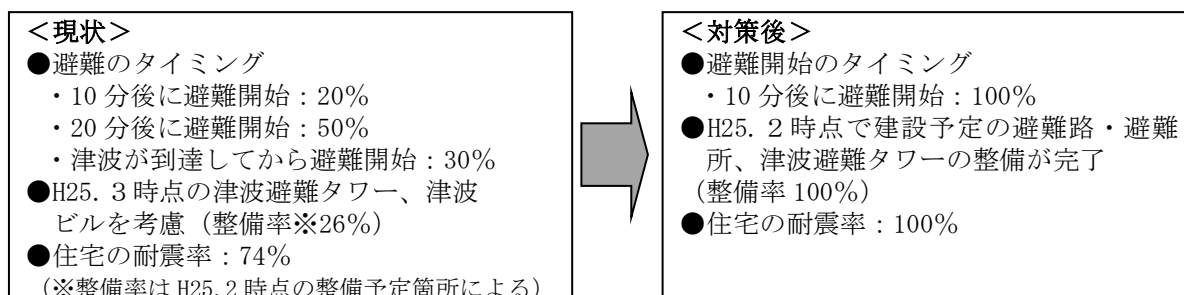 ＜現状＞
●避難のタイミング
・10 分後に避難開始：20％
・20 分後に避難開始：50％
・津波が到達してから避難開始：30％
●H25. 3時点の津波避難タワー、津波
ビルを考慮（整備率※26％）
●住宅の耐震率：74％
（※整備率は H25.2 時点の整備予定箇所による）
＜対策後＞
●避難開始のタイミング
・10 分後に避難開始：100％
●H25. ２時点で建設予定の避難路・避難
所、津波避難タワーの整備が完了
（整備率 100％）
●住宅の耐震率：100％